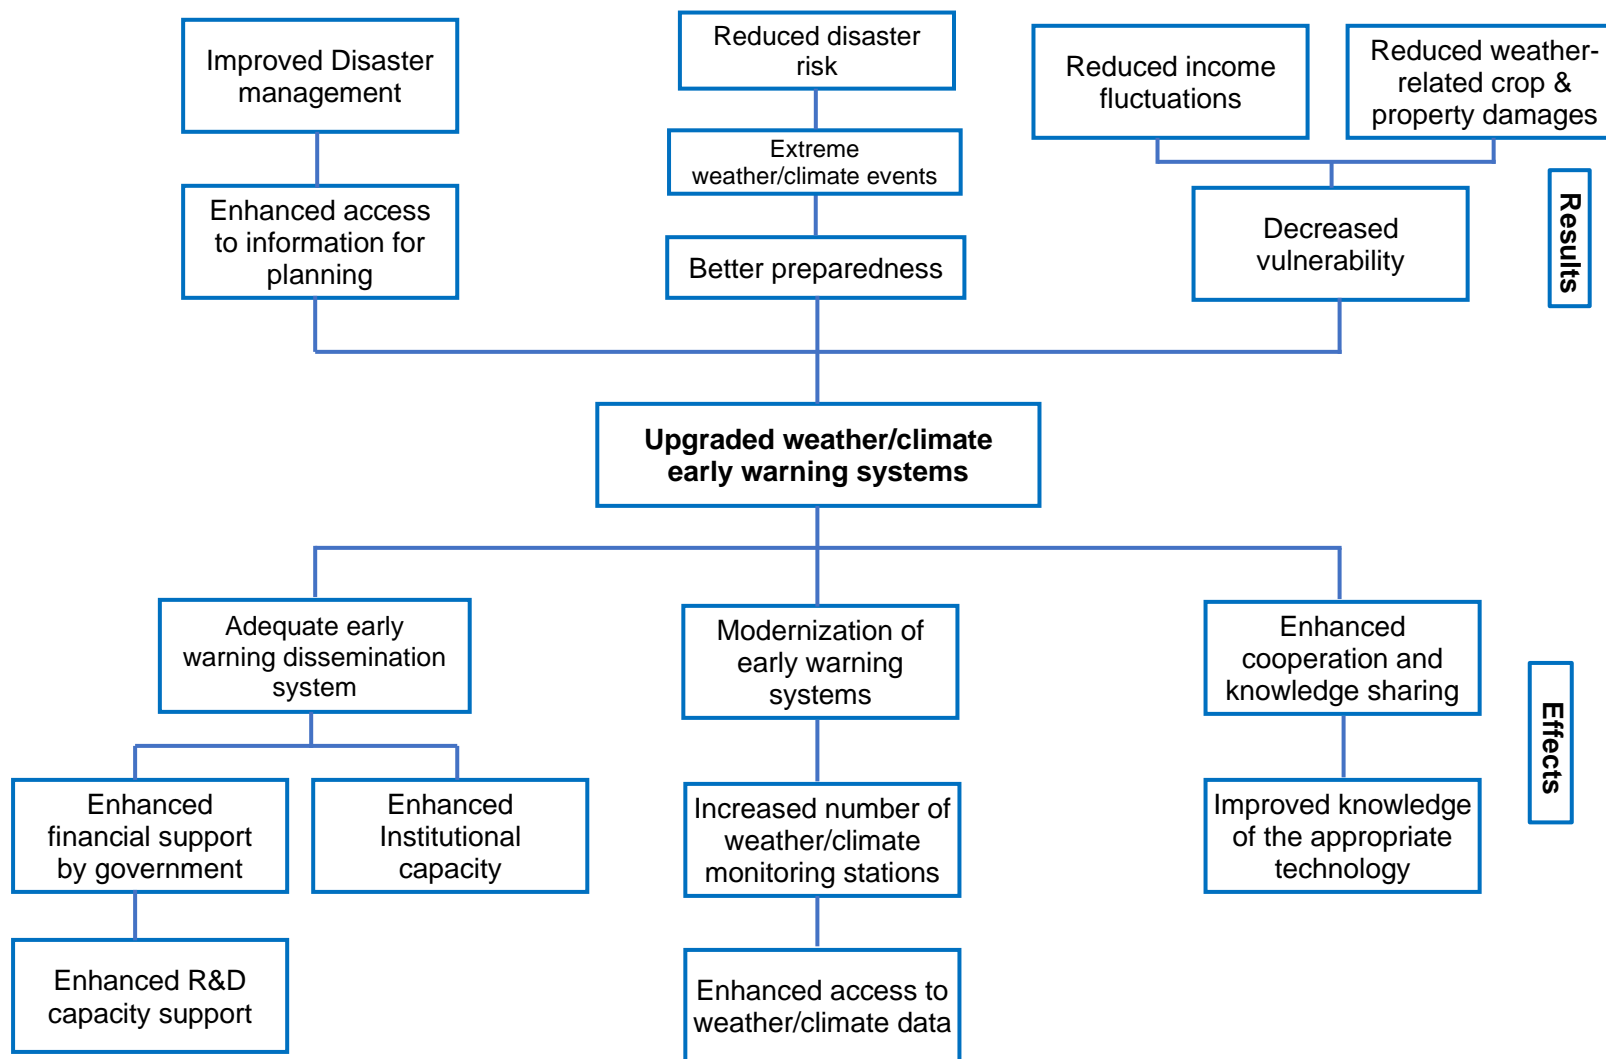 Improved Disaster
management
Reduced disaster
risk
Reduced income
fluctuations
Reduced weather-
related crop &
property damages
Extreme
weather/climate events
Enhanced access
to information for
planning
Better preparedness
Decreased
vulnerability
Results
Upgraded weather/climate
early warning systems
Adequate early
warning dissemination
system
Modernization of
early warning
systems
Enhanced
cooperation and
knowledge sharing
Effects
Enhanced
financial support
by government
Enhanced
Institutional
capacity
Increased number of
weather/climate
monitoring stations
Improved knowledge
of the appropriate
technology
Enhanced R&D
capacity support
Enhanced access to
weather/climate data